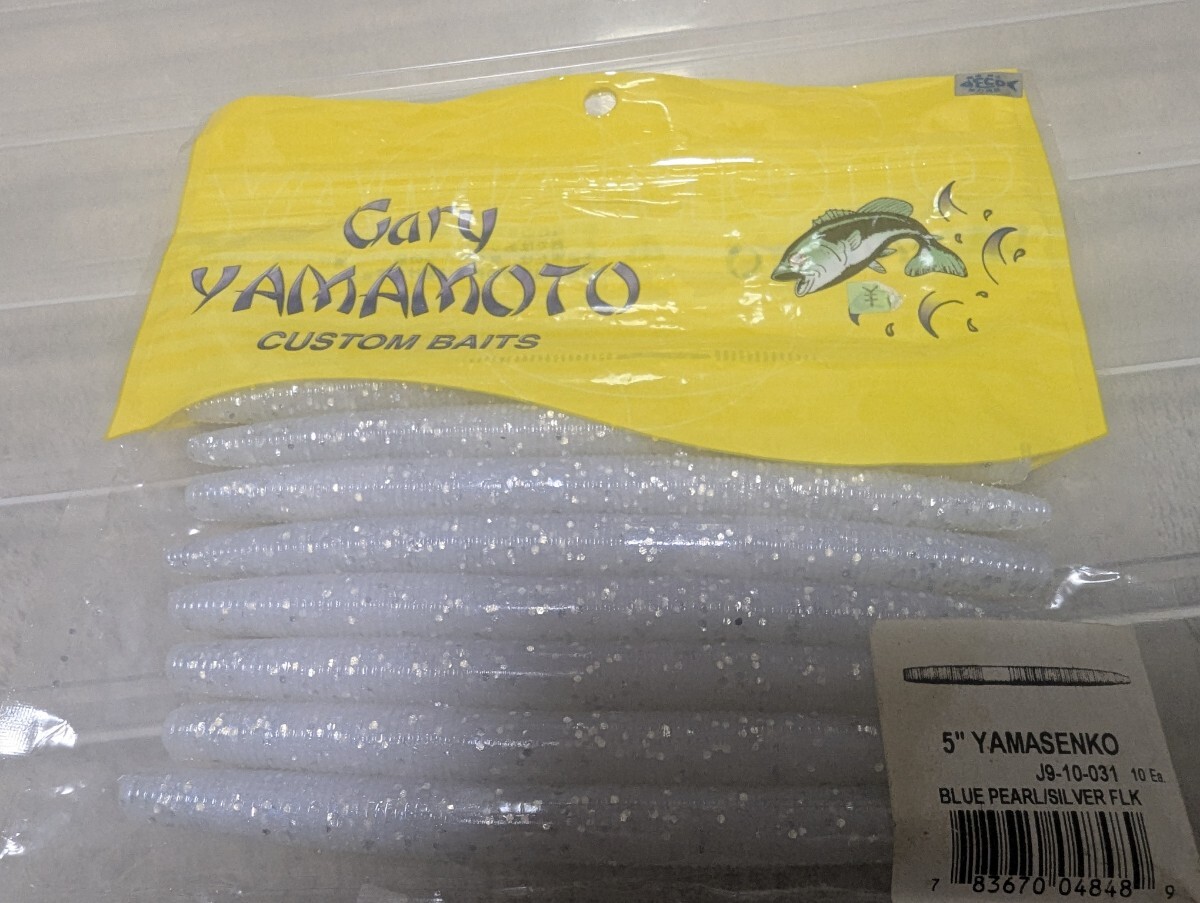 Gary
YAMAMOTO
CUSTOM BAITS
¥
5" YAMASENKO
J9-10-031 10 Ea.
BLUE PEARL/SILVER FLK
7 83670 04848 9